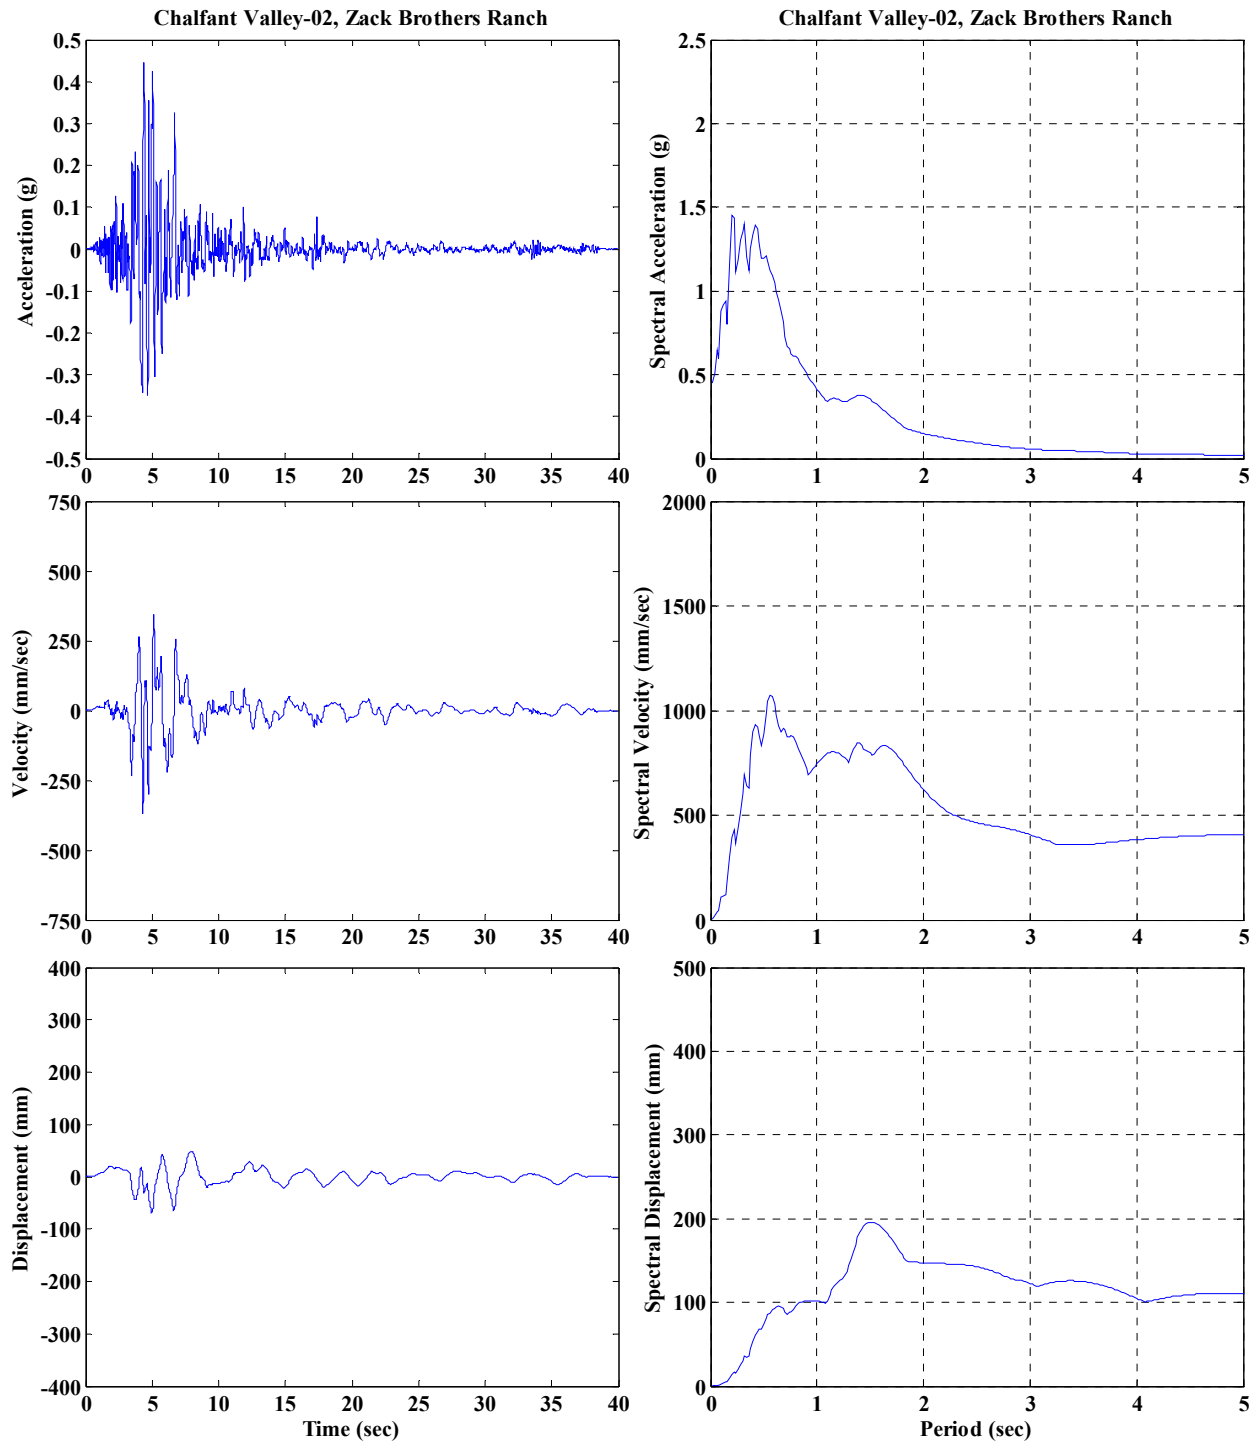 Chalfant Valley-02, Zack Brothers Ranch
Chalfant Valley-02, Zack Brothers Ranch
Acceleration (g)
0.5
0.4
0.3
0.2
0.1
0
-0.1
-0.2
-0.3
-0.4
-0.5
0 5 10 15 20 25 30 35 40
Spectral Acceleration (g)
2.5
2
1.5
1
0.5
0
0 1 2 3 4 5
Velocity (mm/sec)
750
500
250
0
-250
-500
-750
0 5 10 15 20 25 30 35 40
Spectral Velocity (mm/sec)
2000
1500
1000
500
0
0 1 2 3 4 5
Displacement (mm)
400
300
200
100
0
-100
-200
-300
-400
0 5 10 15 20 25 30 35 40
Time (sec)
Spectral Displacement (mm)
500
400
300
200
100
0
0 1 2 3 4 5
Period (sec)